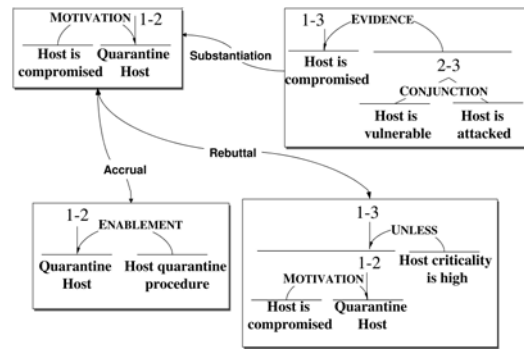 MOTIVATION 1-2
Host is compromised
Quarantine Host
Substantiation
1-3 EVIDENCE
Host is compromised
2-3
CONJUNCTION
Host is vulnerable
Host is attacked
Accrual
Rebuttal
1-2
ENABLEMENT
Quarantine Host
Host quarantine procedure
1-3
UNLESS
Host criticality is high
1-2
MOTIVATION
Host is compromised
Quarantine Host